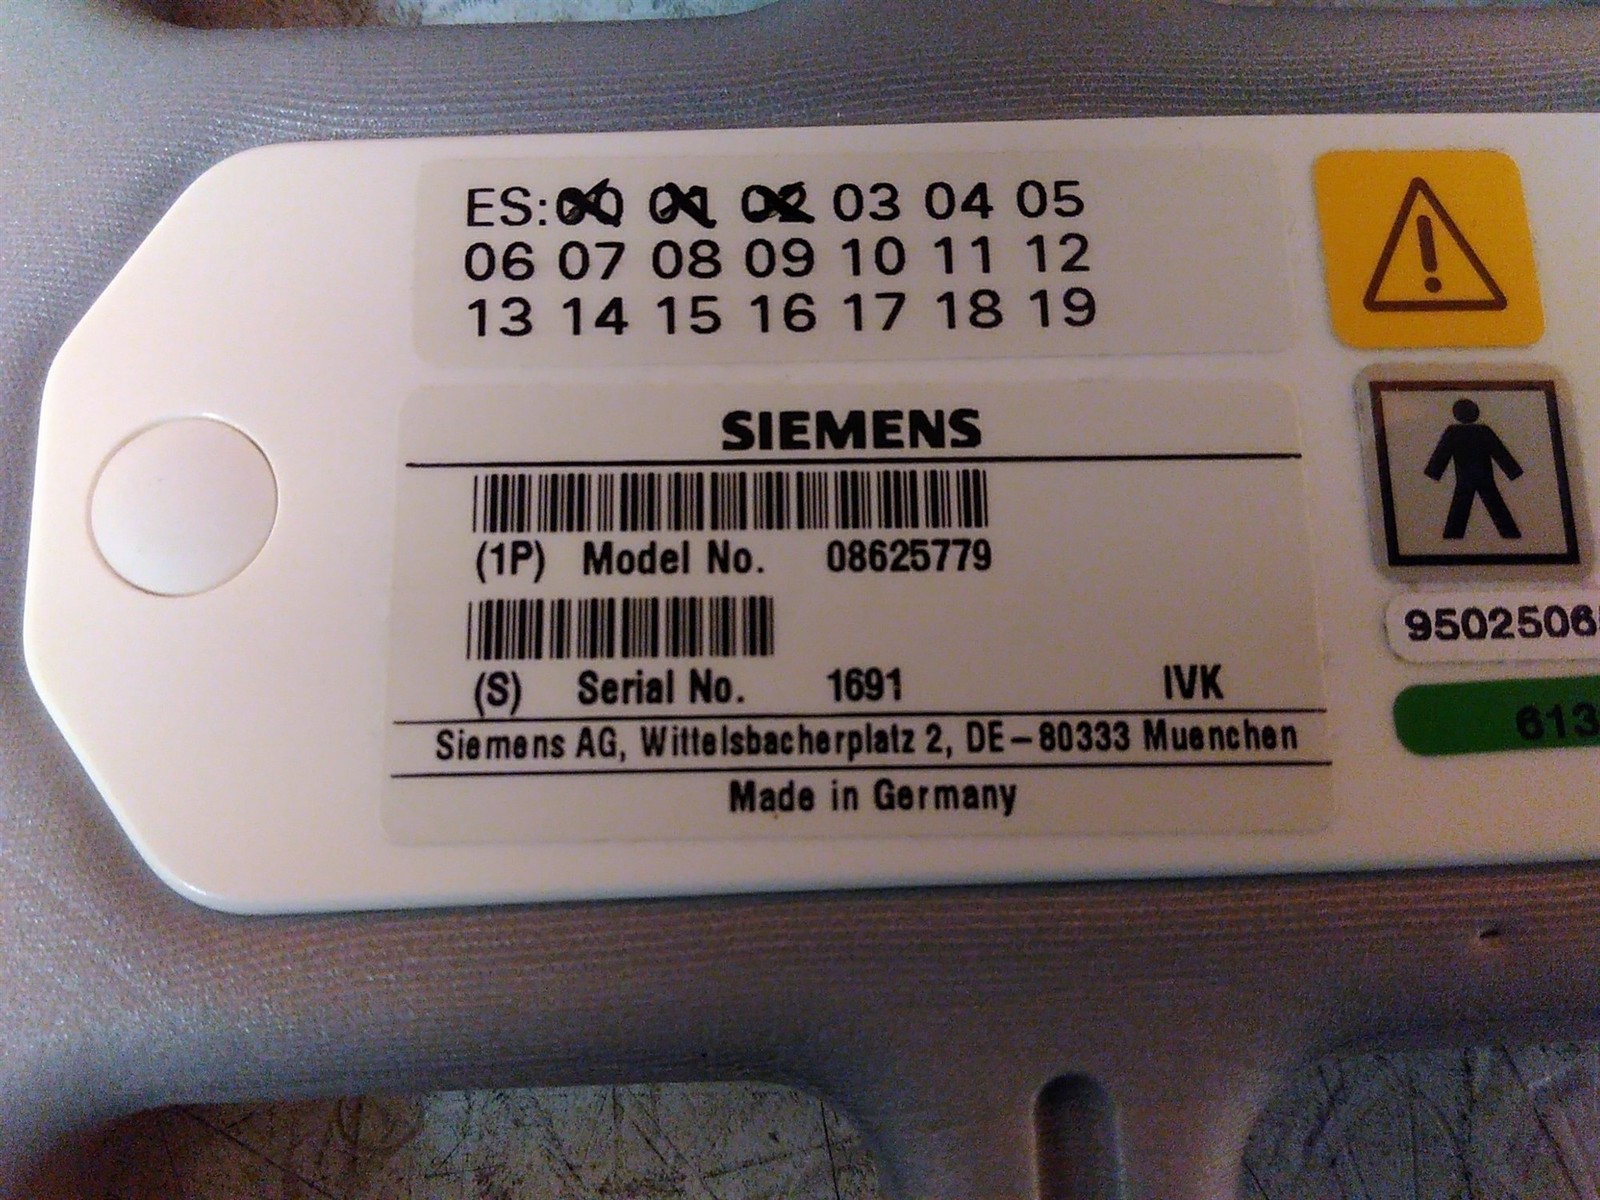 ES: 00 01 02 03 04 05
06 07 08 09 10 11 12
13 14 15 16 17 18 19
SIEMENS
(1P) Model No. 08625779
(S) Serial No. 1691 IVK
Siemens AG, Wittelsbacherplatz 2, DE-80333 Muenchen
Made in Germany
9502506
613